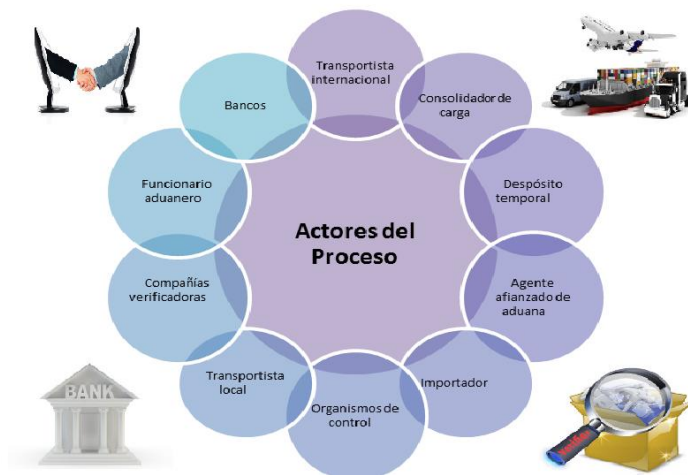 Transportista
internacional
Consolidador de
carga
Despósito
temporal
Agente
afianzado de
aduana
Importador
Organismos de
control
Transportista
local
Compañías
verificadoras
Funcionario
aduanero
Bancos
Actores del
Proceso
BANK